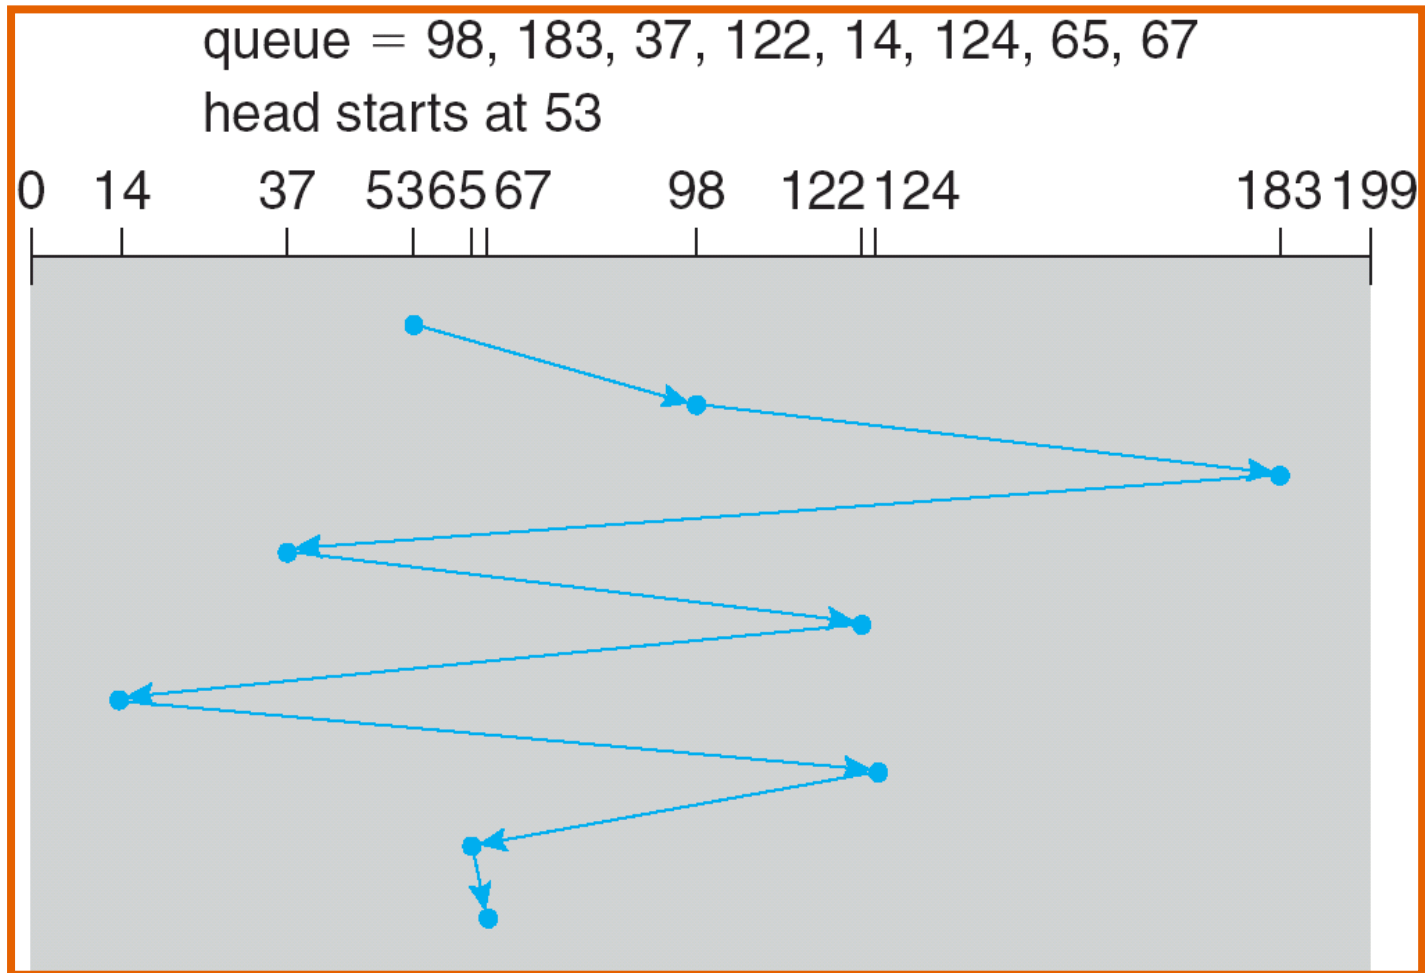 queue = 98, 183, 37, 122, 14, 124, 65, 67
head starts at 53
0 14 37 53 65 67 98 122 124 183 199